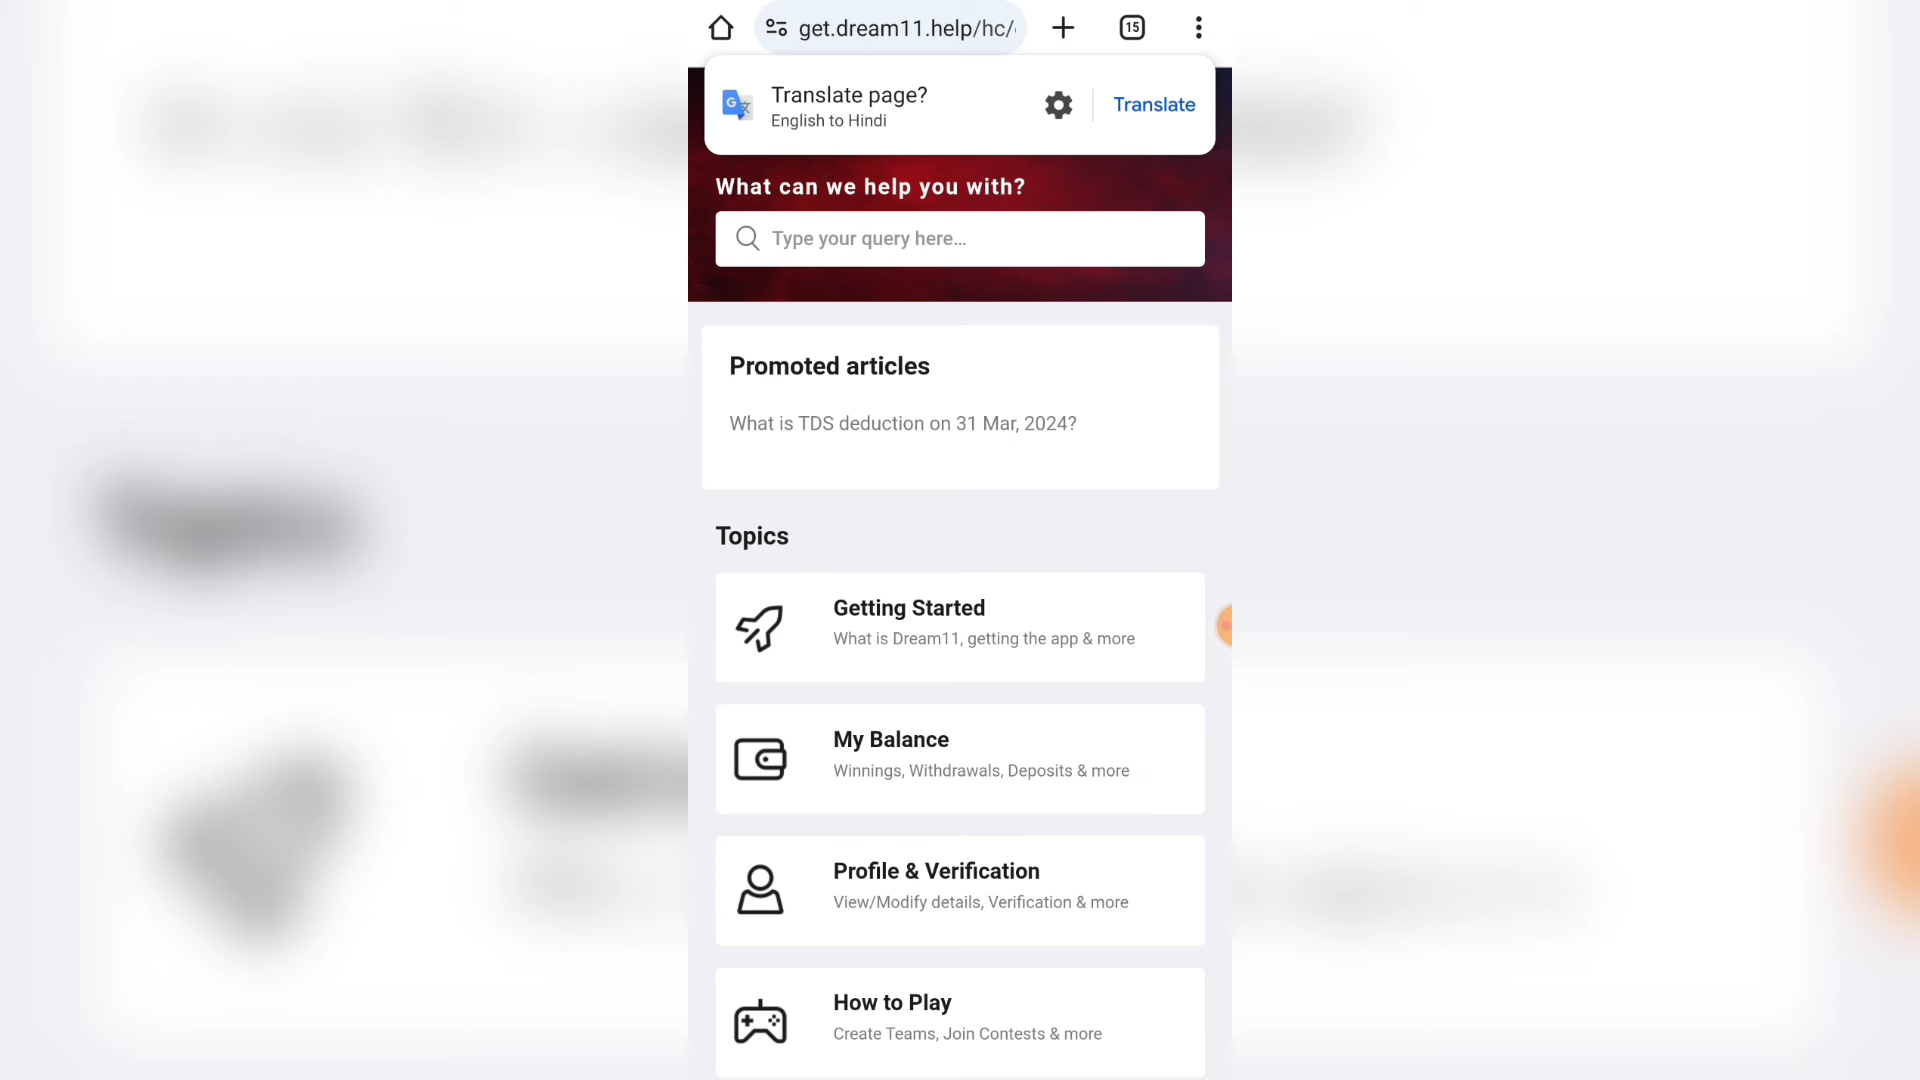 get.dream11.help/hc/
15
Translate page?
English to Hindi
Translate
What can we help you with?
Type your query here...
Promoted articles
What is TDS deduction on 31 Mar, 2024?
Topics
Getting Started
What is Dream11, getting the app & more
My Balance
Winnings, Withdrawals, Deposits & more
Profile & Verification
View/Modify details, Verification & more
How to Play
Create Teams, Join Contests & more